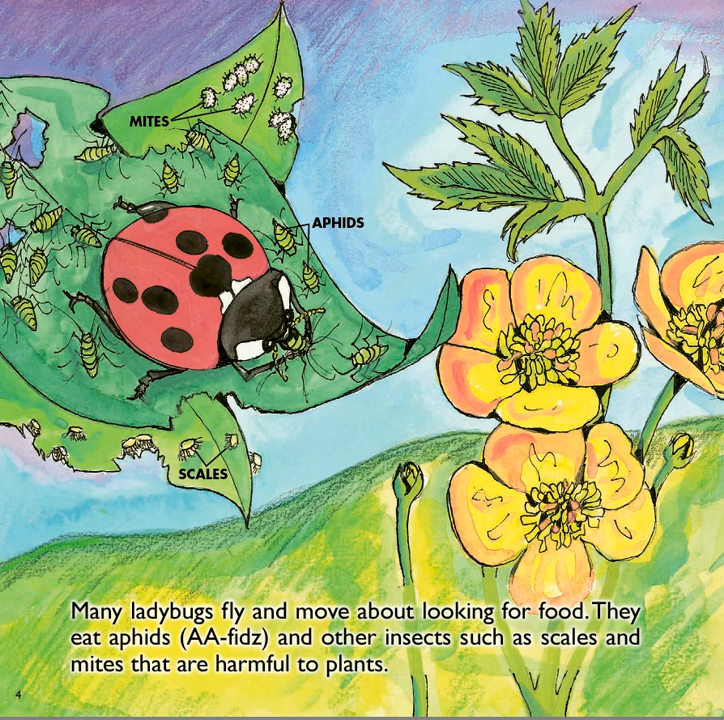 MITES
APHIDS
SCALES
Many ladybugs fly and move about looking for food. They
eat aphids (AA-fidz) and other insects such as scales and
mites that are harmful to plants.
4